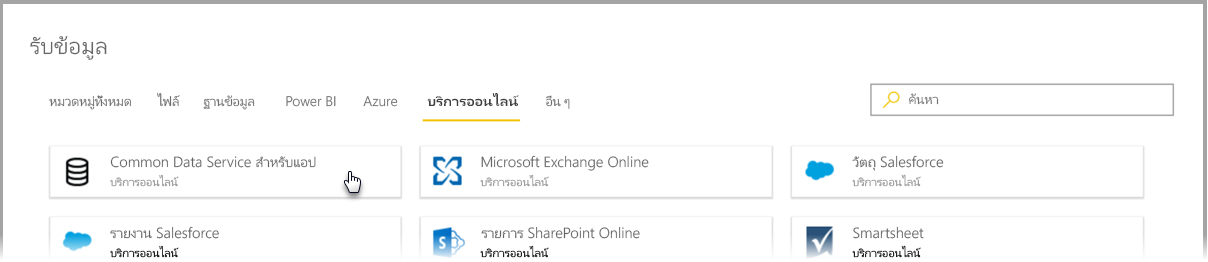 รับข้อมูล
หมวดหมู่ทั้งหมด ไฟล์ ฐานข้อมูล Power BI Azure บริการออนไลน์ อื่น ๆ ค้นหา
Common Data Service สำหรับแอป Microsoft Exchange Online วัตถุ Salesforce
บริการออนไลน์ บริการออนไลน์ บริการออนไลน์
รายงาน Salesforce รายการ SharePoint Online Smartsheet
บริการออนไลน์ บริการออนไลน์ บริการออนไลน์